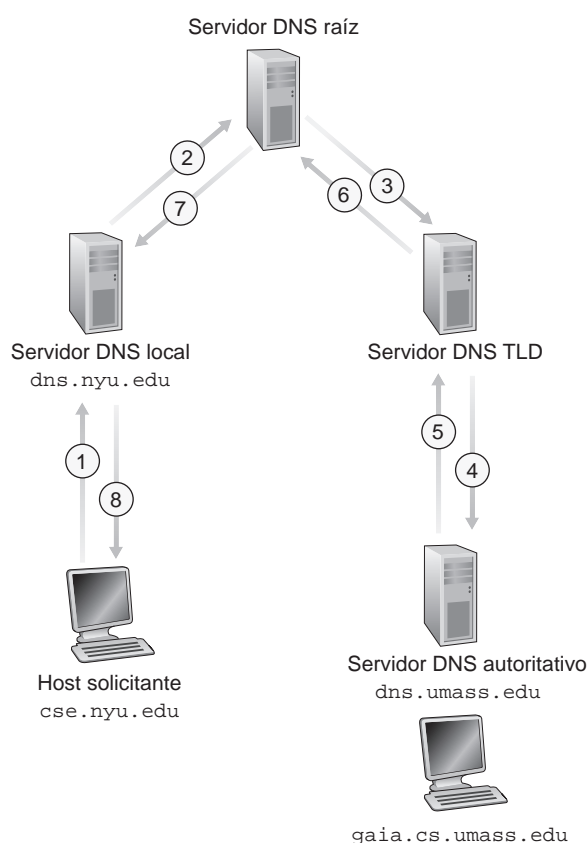 Servidor DNS raíz
2
3
7
6
Servidor DNS local
dns.nyu.edu
Servidor DNS TLD
1
8
5
4
Host solicitante
cse.nyu.edu
Servidor DNS autoritativo
dns.umass.edu
gaia.cs.umass.edu